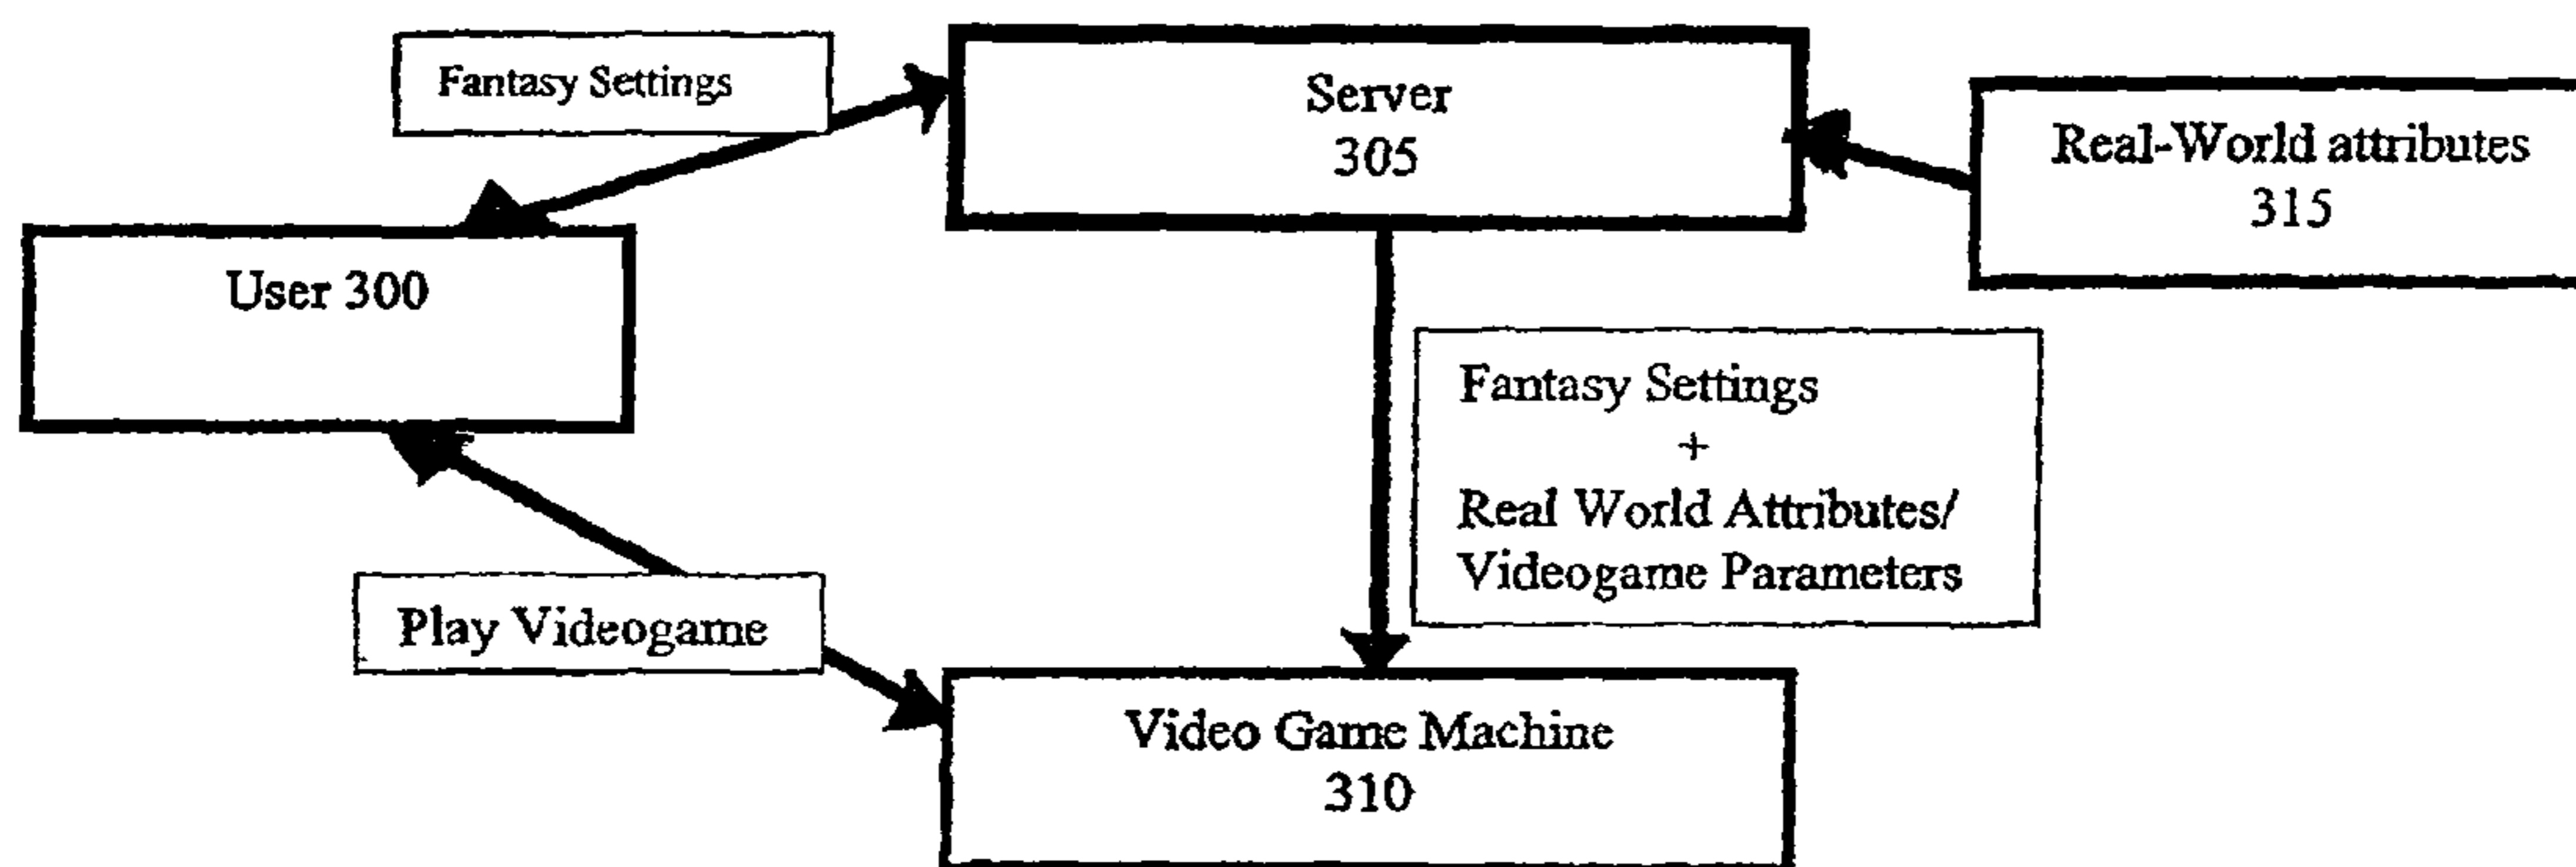 Fantasy Settings
Server
305
Real-World attributes
315
User 300
Fantasy Settings
+
Real World Attributes/
Videogame Parameters
Play Videogame
Video Game Machine
310